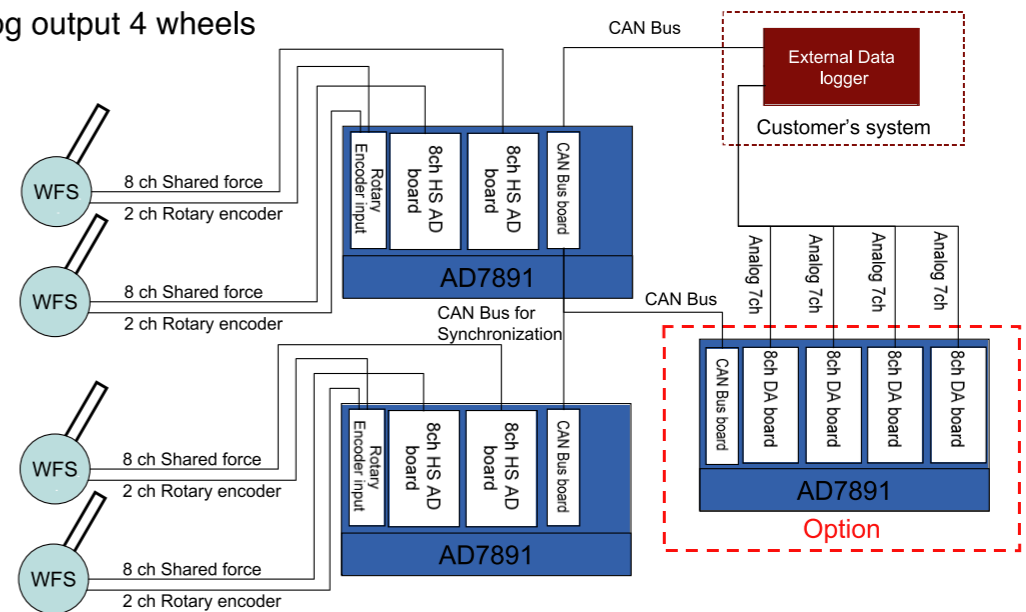 og output 4 wheels
CAN Bus
External Data
logger
Customer's system
WFS
8 ch Shared force
2 ch Rotary encoder
WFS
8 ch Shared force
2 ch Rotary encoder
Rotary
Encoder input
8ch HS AD
board
8ch HS AD
board
CAN Bus board
AD7891
CAN Bus for
Synchronization
CAN Bus
Analog 7ch
Analog 7ch
Analog 7ch
Analog 7ch
CAN Bus board
8ch DA board
8ch DA board
8ch DA board
8ch DA board
AD7891
Option
WFS
8 ch Shared force
2 ch Rotary encoder
WFS
8 ch Shared force
2 ch Rotary encoder
Rotary
Encoder input
8ch HS AD
board
8ch HS AD
board
CAN Bus board
AD7891